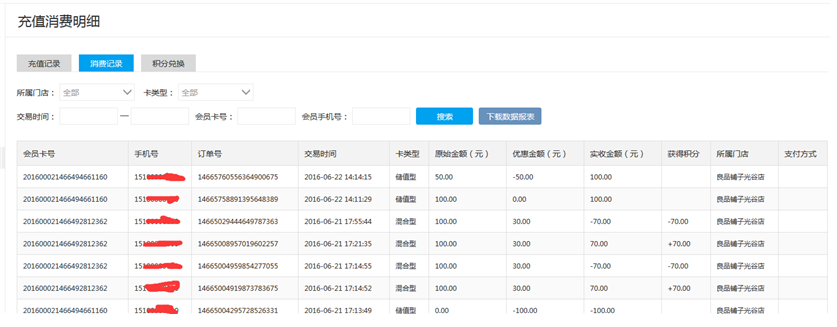 充值消费明细
充值记录 消费记录 积分兑换
所属门店： 全部 卡类型： 全部
交易时间： — 会员卡号： 会员手机号： 搜索 下载数据报表
会员卡号 手机号 订单号 交易时间 卡类型 原始金额（元） 优惠金额（元） 实收金额（元） 获得积分 所属门店 支付方式
201600021466494661160 151 14665760556364900675 2016-06-22 14:14:15 储值型 50.00 -50.00 100.00 良品铺子光谷店
201600021466494661160 151 14665758891395648389 2016-06-22 14:11:29 储值型 100.00 0.00 100.00 良品铺子光谷店
201600021466492812362 151 14665029444649787363 2016-06-21 17:55:44 混合型 100.00 30.00 -70.00 -70.00 良品铺子光谷店
201600021466492812362 151 14665008957019602257 2016-06-21 17:21:35 混合型 100.00 30.00 70.00 +70.00 良品铺子光谷店
201600021466492812362 151 14665004959854277055 2016-06-21 17:14:55 混合型 100.00 30.00 -70.00 -70.00 良品铺子光谷店
201600021466492812362 151 14665004919873783675 2016-06-21 17:14:52 混合型 100.00 30.00 70.00 +70.00 良品铺子光谷店
201600021466494661160 151 14665004295728526331 2016-06-21 17:13:49 储值型 0.00 -100.00 100.00 良品铺子光谷店